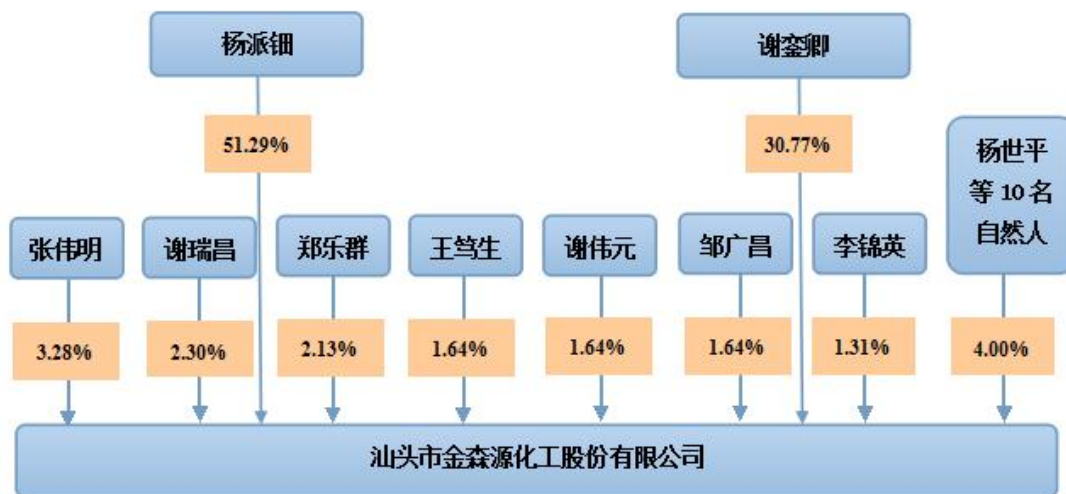 杨派钿
谢銮卿
51.29%
30.77%
杨世平
等 10 名
自然人
张伟明
谢瑞昌
郑乐群
王笃生
谢伟元
邹广昌
李锦英
3.28%
2.30%
2.13%
1.64%
1.64%
1.64%
1.31%
4.00%
汕头市金森源化工股份有限公司